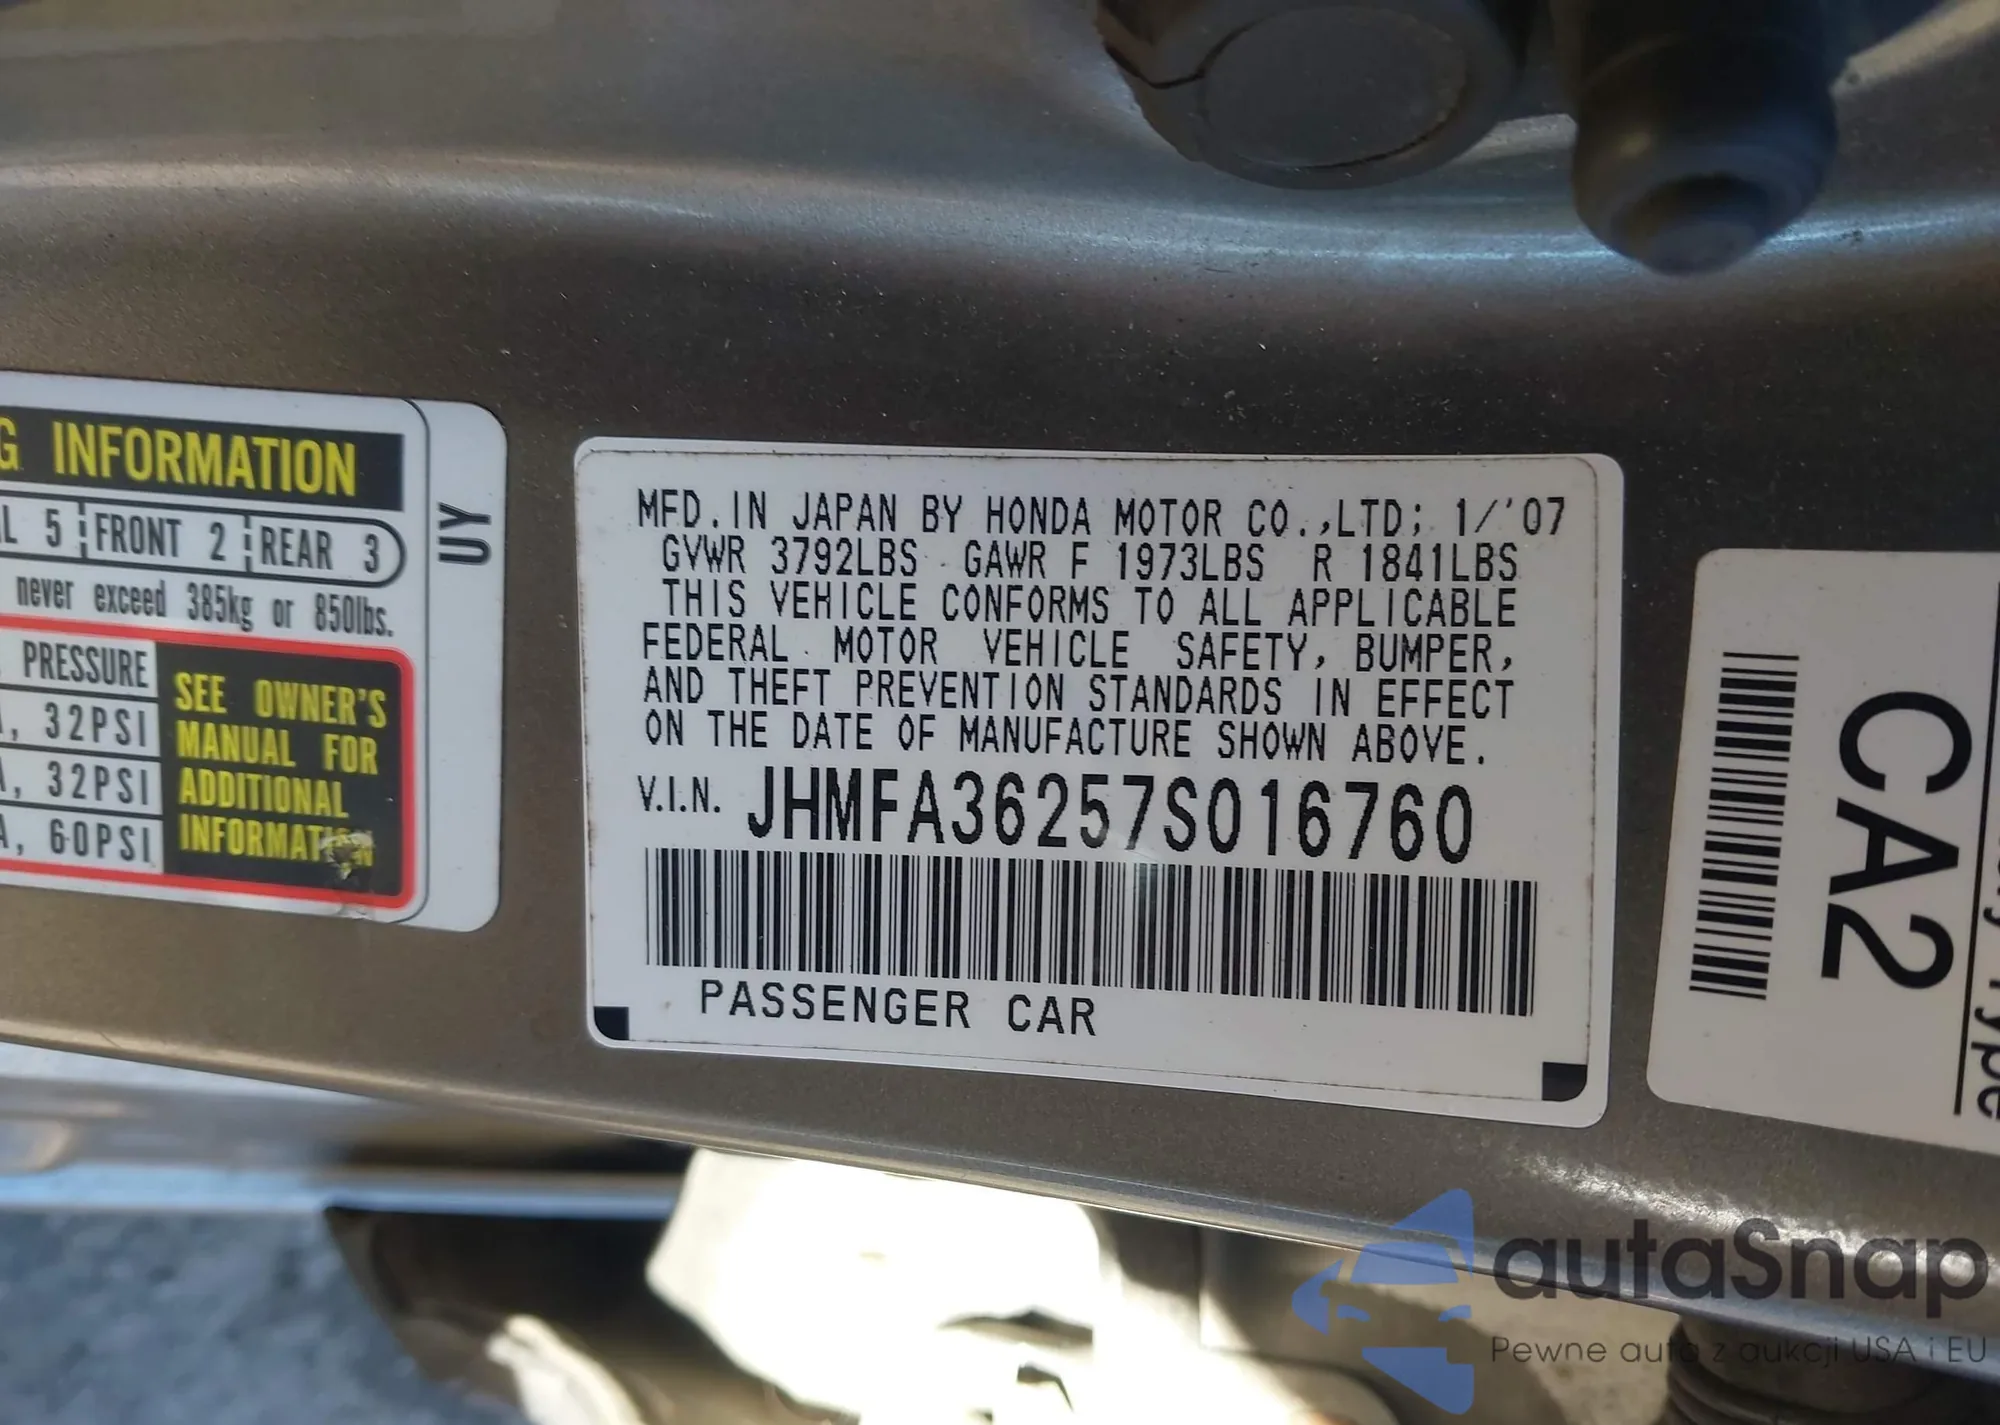 G INFORMATION
L 5 FRONT 2 REAR 3
never exceed 385kg or 850lbs.
PRESSURE
, 32PSI
, 32PSI
, 60PSI
SEE OWNER'S
MANUAL FOR
ADDITIONAL
INFORMATION
UY
MFD. IN JAPAN BY HONDA MOTOR CO.,LTD; 1/'07
GVWR 3792LBS GAWR F 1973LBS R 1841LBS
THIS VEHICLE CONFORMS TO ALL APPLICABLE
FEDERAL MOTOR VEHICLE SAFETY, BUMPER,
AND THEFT PREVENTION STANDARDS IN EFFECT
ON THE DATE OF MANUFACTURE SHOWN ABOVE.
V.I.N. JHMFA36257S016760
PASSENGER CAR
CA2
Type
autaSnap
Pewne auta z aukcji USA i EU